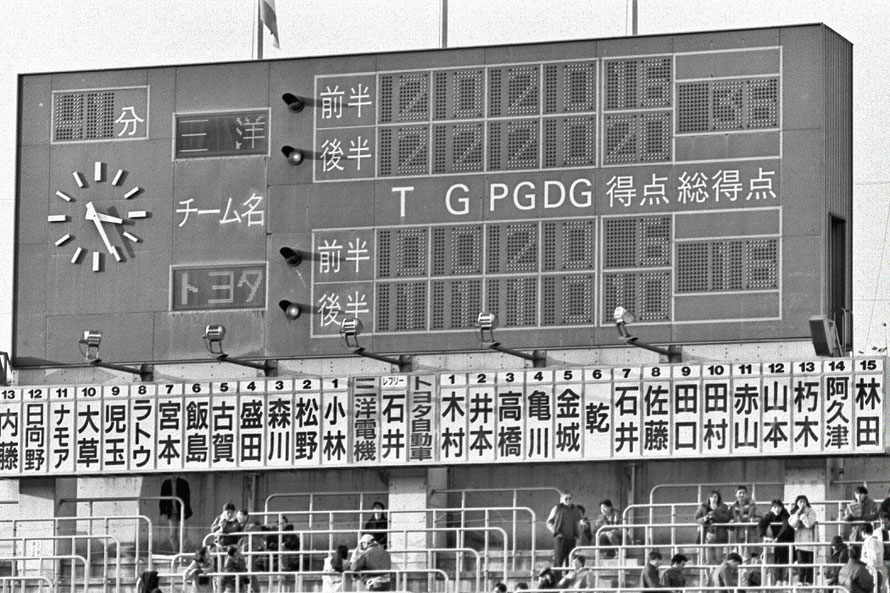 41分
三洋
チーム名
トヨタ
前半 2 0 2 0 16 36
後半 2 2 2 0 20
T G PG DG 得点 総得点
前半 0 0 2 0 6 16
後半 1 1 1 0 10
13 12 11 10 9 8 7 6 5 4 3 2 1 レフリー 1 2 3 4 5 6 7 8 9 10 11 12 13 14 15
内藤 日向野 ナモア 大草 児玉 ラトウ 宮本 飯島 古賀 盛田 森川 松野 小林 三洋電機 石井 トヨタ自動車 木村 井本 高橋 亀川 金城 乾 石井 佐藤 田口 田村 赤山 山本 朽木 阿久津 林田